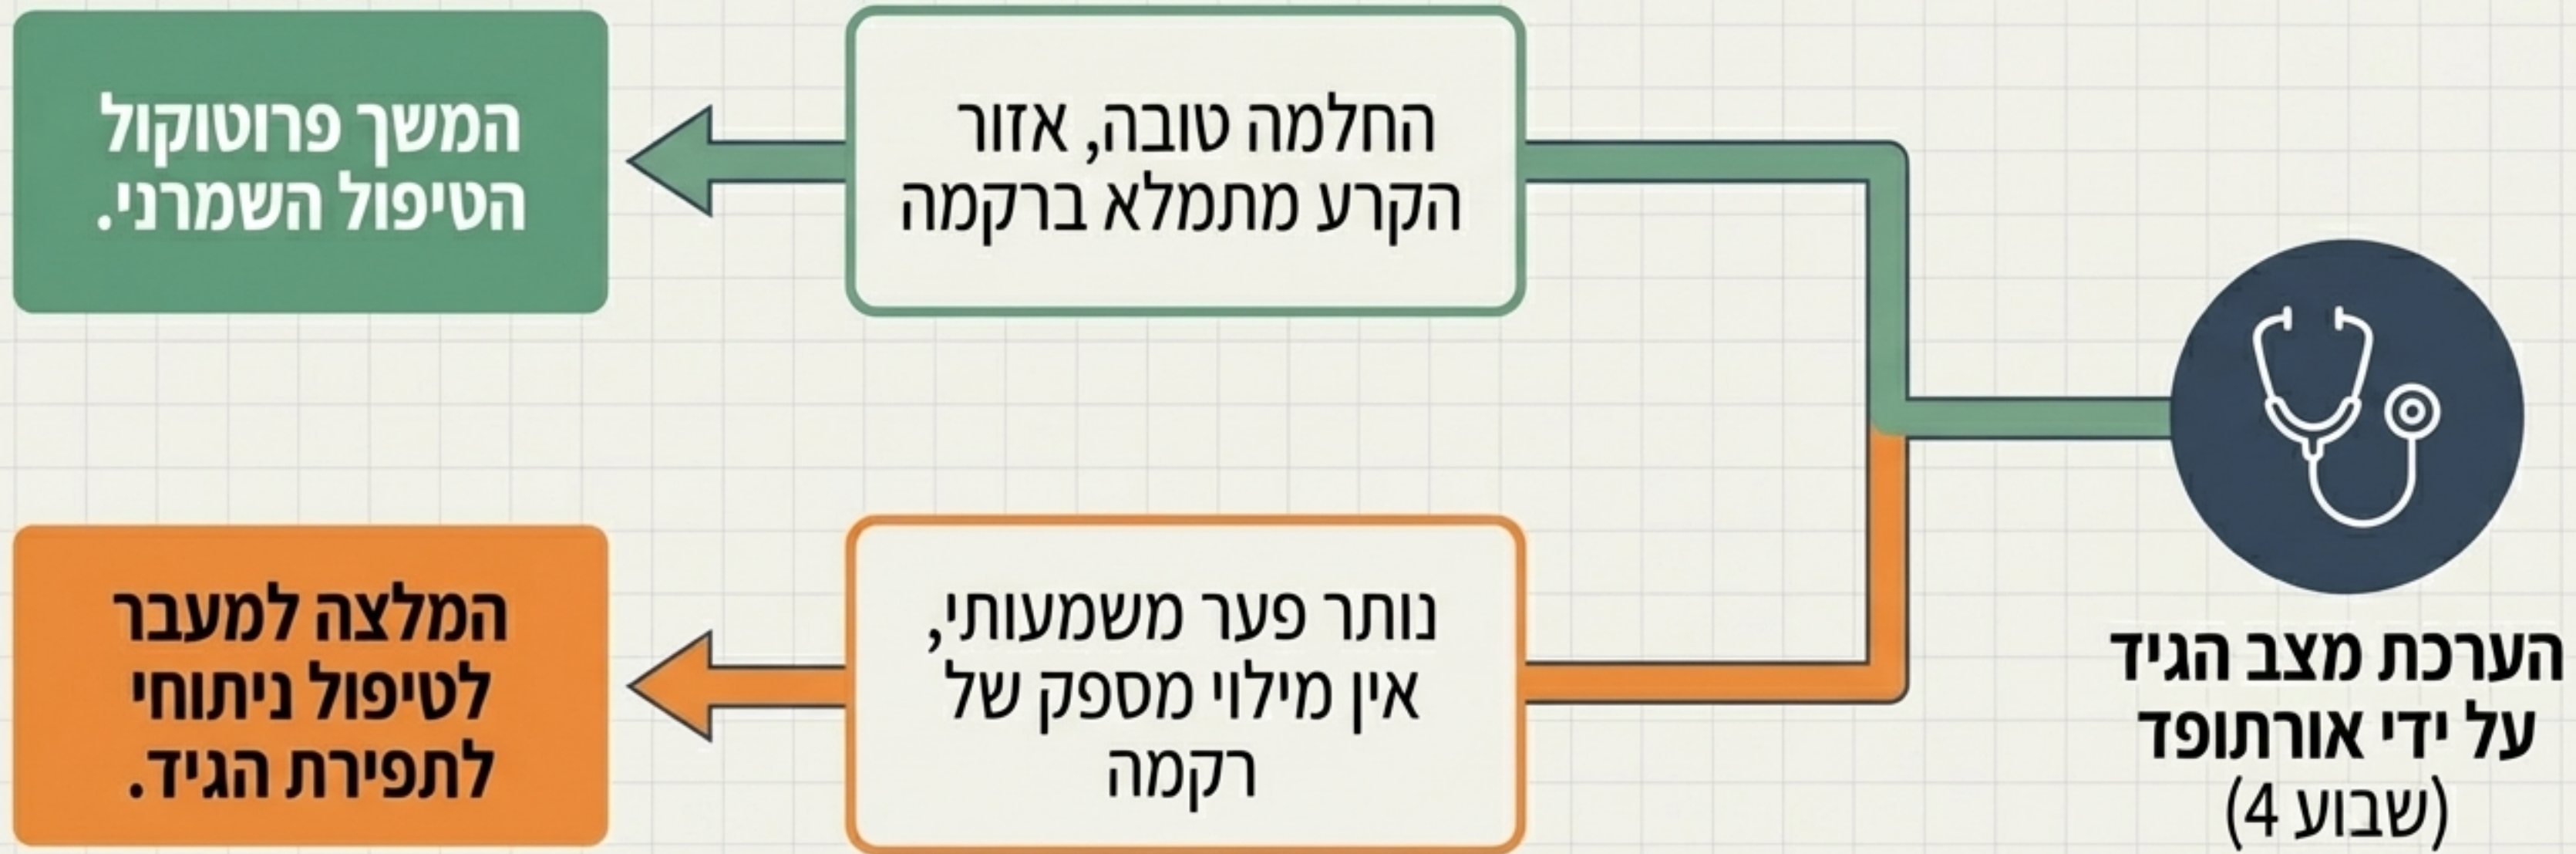 הערכת מצב הגיד
על ידי אורתופד
(שבוע 4)
החלמה טובה, אזור
הקרע מתמלא ברקמה
המשך פרוטוקול
הטיפול השמרני.
נותר פער משמעותי,
אין מילוי מספק של
רקמה
המלצה למעבר
לטיפול ניתוחי
לתפירת הגיד.